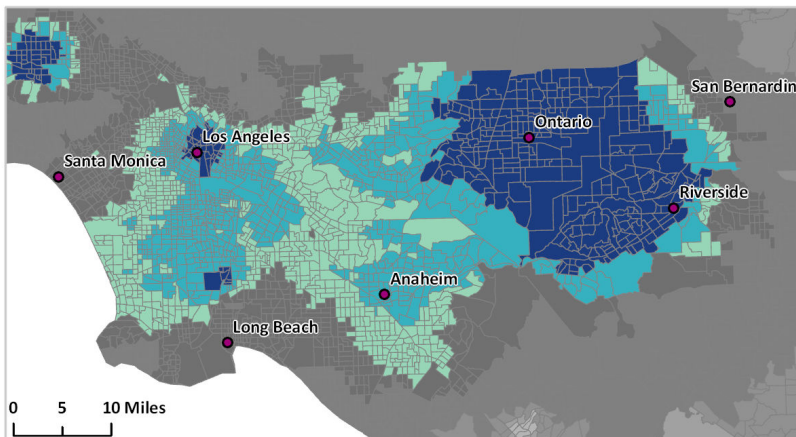 San Bernardin
Ontario
Los Angeles
Santa Monica
Riverside
Anaheim
Long Beach
0 5 10 Miles